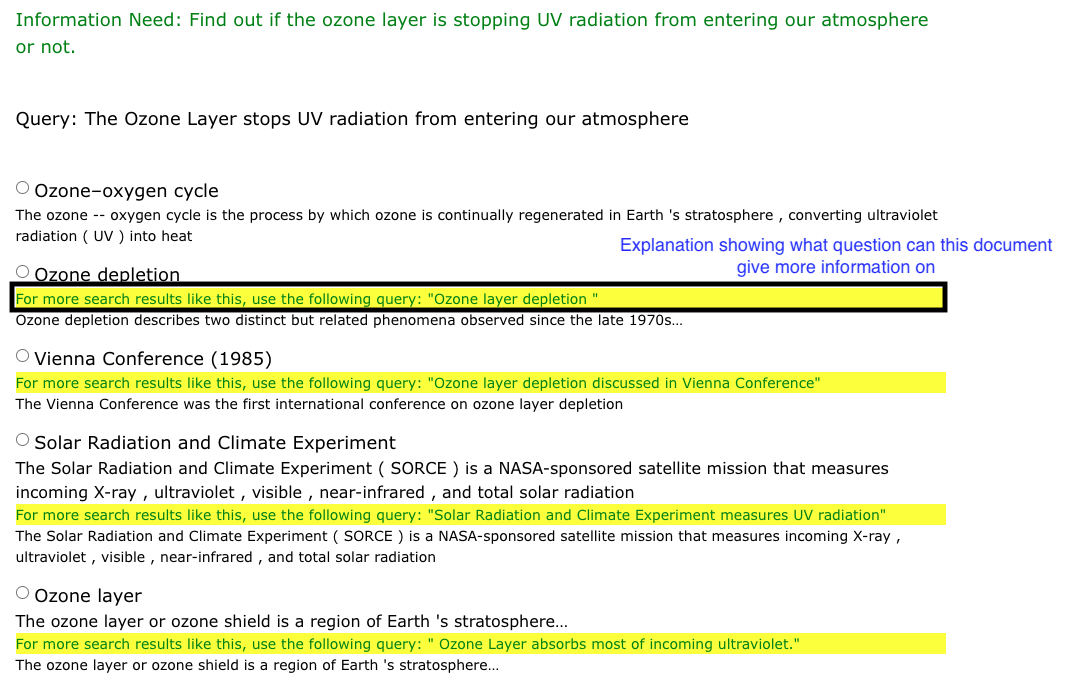 Information Need: Find out if the ozone layer is stopping UV radiation from entering our atmosphere
or not.
Query: The Ozone Layer stops UV radiation from entering our atmosphere
Ozone–oxygen cycle
The ozone -- oxygen cycle is the process by which ozone is continually regenerated in Earth 's stratosphere , converting ultraviolet
radiation ( UV ) into heat
Explanation showing what question can this document
give more information on
Ozone depletion
For more search results like this, use the following query: "Ozone layer depletion "
Ozone depletion describes two distinct but related phenomena observed since the late 1970s...
Vienna Conference (1985)
For more search results like this, use the following query: "Ozone layer depletion discussed in Vienna Conference"
The Vienna Conference was the first international conference on ozone layer depletion
Solar Radiation and Climate Experiment
The Solar Radiation and Climate Experiment ( SORCE ) is a NASA-sponsored satellite mission that measures
incoming X-ray , ultraviolet , visible , near-infrared , and total solar radiation
For more search results like this, use the following query: "Solar Radiation and Climate Experiment measures UV radiation"
The Solar Radiation and Climate Experiment ( SORCE ) is a NASA-sponsored satellite mission that measures incoming X-ray ,
ultraviolet , visible , near-infrared , and total solar radiation
Ozone layer
The ozone layer or ozone shield is a region of Earth 's stratosphere...
For more search results like this, use the following query: " Ozone Layer absorbs most of incoming ultraviolet."
The ozone layer or ozone shield is a region of Earth 's stratosphere...